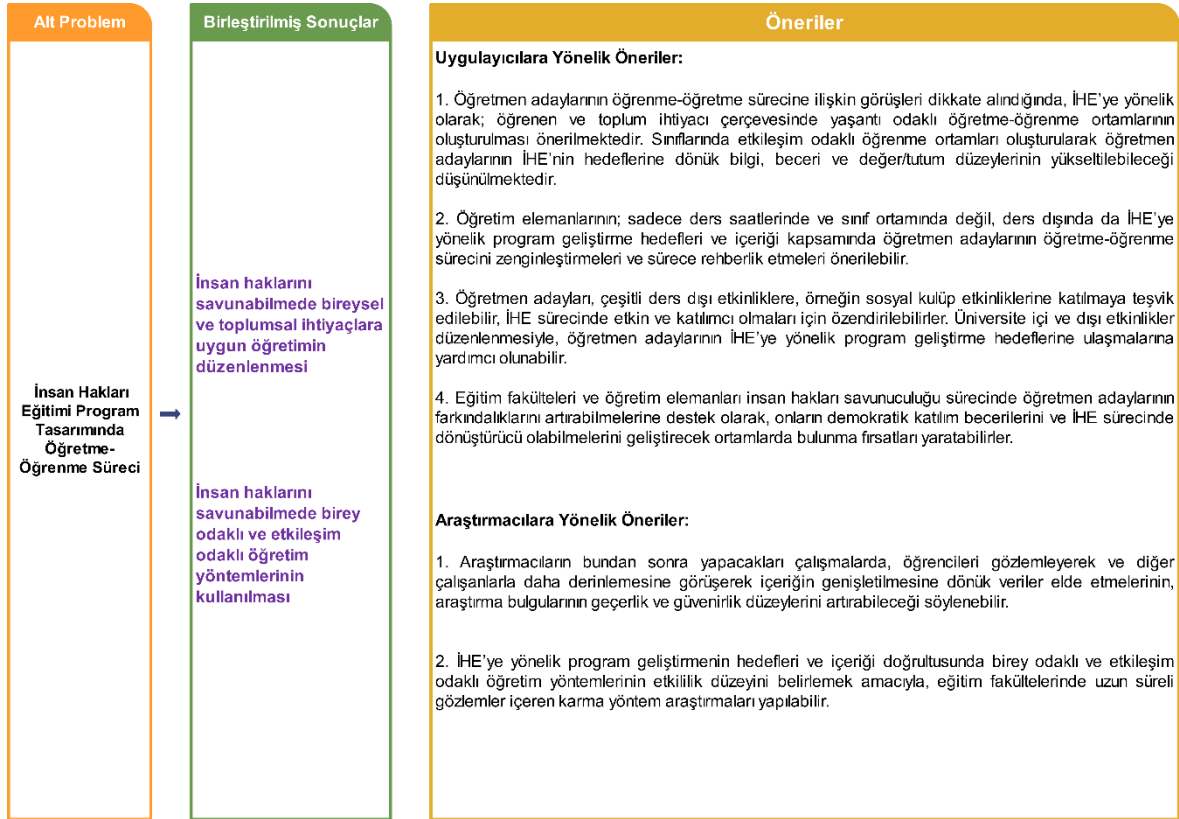 Alt Problem
İnsan Hakları
Eğitimi Program
Tasarımında
Öğretme-
Öğrenme Süreci
Birleştirilmiş Sonuçlar
İnsan haklarını
savunabilmede bireysel
ve toplumsal ihtiyaçlara
uygun öğretimin
düzenlenmesi
İnsan haklarını
savunabilmede birey
odaklı ve etkileşim
odaklı öğretim
yöntemlerinin
kullanılması
Öneriler
Uygulayıcılara Yönelik Öneriler:
1. Öğretmen adaylarının öğrenme-öğretme sürecine ilişkin görüşleri dikkate alındığında, İHE'ye yönelik
olarak; öğrenen ve toplum ihtiyacı çerçevesinde yaşantı odaklı öğretme-öğrenme ortamlarının
oluşturulması önerilmektedir. Sınıflarında etkileşim odaklı öğrenme ortamları oluşturularak öğretmen
adaylarının İHE'nin hedeflerine dönük bilgi, beceri ve değer/tutum düzeylerinin yükseltilebileceği
düşünülmektedir.
2. Öğretim elemanlarının; sadece ders saatlerinde ve sınıf ortamında değil, ders dışında da İHE'ye
yönelik program geliştirme hedefleri ve içeriği kapsamında öğretmen adaylarının öğretme-öğrenme
sürecini zenginleştirmeleri ve sürece rehberlik etmeleri önerilebilir.
3. Öğretmen adayları, çeşitli ders dışı etkinliklere, örneğin sosyal kulüp etkinliklerine katılmaya teşvik
edilebilir, İHE sürecinde etkin ve katılımcı olmaları için özendirilebilirler. Üniversite içi ve dışı etkinlikler
düzenlenmesiyle, öğretmen adaylarının İHE'ye yönelik program geliştirme hedeflerine ulaşmalarına
yardımcı olunabilir.
4. Eğitim fakülteleri ve öğretim elemanları insan hakları savunuculuğu sürecinde öğretmen adaylarının
farkındalıklarını artırabilmelerine destek olarak, onların demokratik katılım becerilerini ve İHE sürecinde
dönüştürücü olabilmelerini geliştirecek ortamlarda bulunma fırsatları yaratabilirler.
Araştırmacılara Yönelik Öneriler:
1. Araştırmacıların bundan sonra yapacakları çalışmalarda, öğrencileri gözlemleyerek ve diğer
çalışanlarla daha derinlemesine görüşerek içeriğin genişletilmesine dönük veriler elde etmelerinin,
araştırma bulgularının geçerlik ve güvenirlik düzeylerini artırabileceği söylenebilir.
2. İHE'ye yönelik program geliştirmenin hedefleri ve içeriği doğrultusunda birey odaklı ve etkileşim
odaklı öğretim yöntemlerinin etkililik düzeyini belirlemek amacıyla, eğitim fakültelerinde uzun süreli
gözlemler içeren karma yöntem araştırmaları yapılabilir.